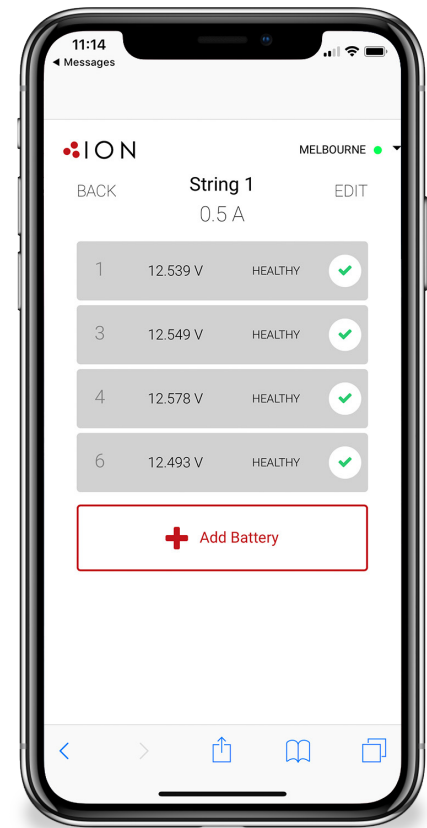 11:14
Messages
ION
MELBOURNE
BACK String 1 EDIT
0.5 A
1 12.539 V HEALTHY
3 12.549 V HEALTHY
4 12.578 V HEALTHY
6 12.493 V HEALTHY
Add Battery